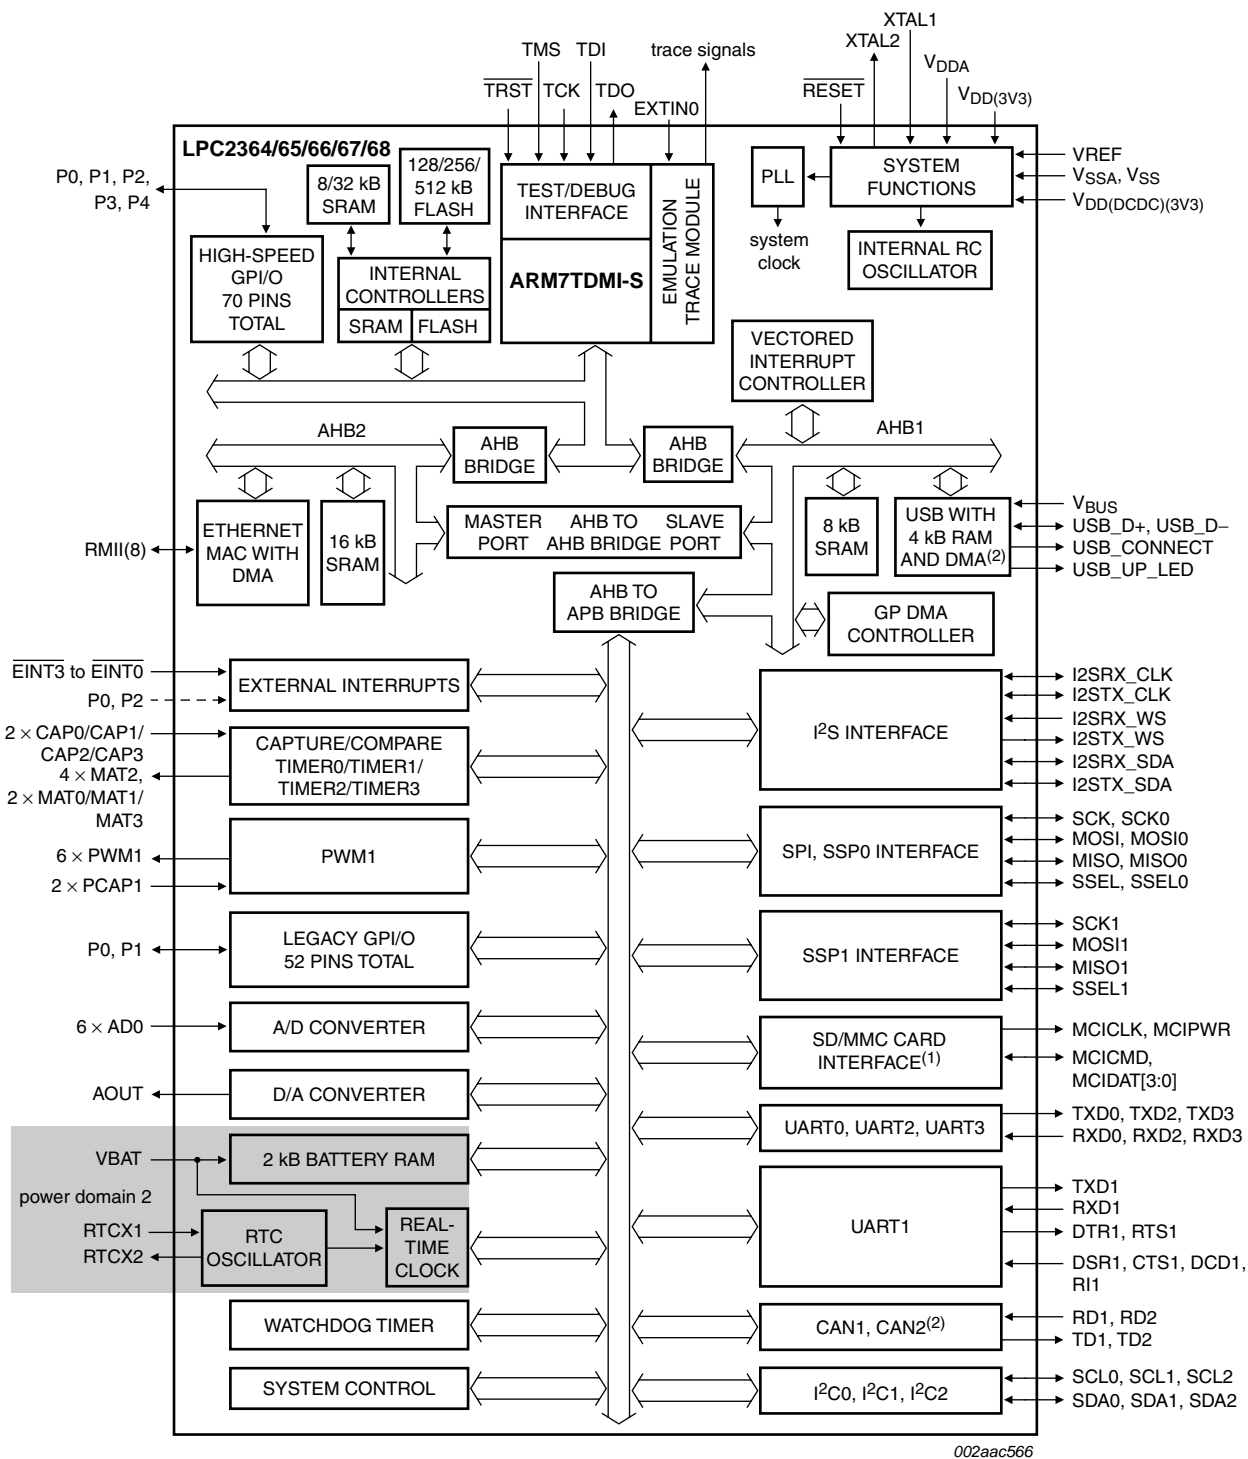 XTAL1
XTAL2
TMS TDI
trace signals
VDDA
TRST TCK TDO
RESET
VDD(3V3)
EXTIN0
LPC2364/65/66/67/68
P0, P1, P2,
P3, P4
8/32 kB
SRAM
128/256/
512 kB
FLASH
TEST/DEBUG
INTERFACE
EMULATION
TRACE MODULE
PLL
SYSTEM
FUNCTIONS
VREF
VSSA, VSS
VDD(DCDC)(3V3)
system
clock
HIGH-SPEED
GPI/O
70 PINS
TOTAL
INTERNAL
CONTROLLERS
SRAM FLASH
ARM7TDMI-S
INTERNAL RC
OSCILLATOR
VECTORED
INTERRUPT
CONTROLLER
AHB2
AHB
BRIDGE
AHB
BRIDGE
AHB1
ETHERNET
MAC WITH
DMA
16 kB
SRAM
MASTER
PORT
AHB TO
AHB BRIDGE
SLAVE
PORT
8 kB
SRAM
USB WITH
4 kB RAM
AND DMA(2)
VBUS
USB_D+, USB_D−
USB_CONNECT
USB_UP_LED
RMII(8)
AHB TO
APB BRIDGE
GP DMA
CONTROLLER
EINT3 to EINT0
P0, P2
EXTERNAL INTERRUPTS
I2S INTERFACE
I2SRX_CLK
I2STX_CLK
I2SRX_WS
I2STX_WS
I2SRX_SDA
I2STX_SDA
2 × CAP0/CAP1/
CAP2/CAP3
4 × MAT2,
2 × MAT0/MAT1/
MAT3
CAPTURE/COMPARE
TIMER0/TIMER1/
TIMER2/TIMER3
6 × PWM1
2 × PCAP1
PWM1
SPI, SSP0 INTERFACE
SCK, SCK0
MOSI, MOSI0
MISO, MISO0
SSEL, SSEL0
P0, P1
LEGACY GPI/O
52 PINS TOTAL
SSP1 INTERFACE
SCK1
MOSI1
MISO1
SSEL1
6 × AD0
A/D CONVERTER
SD/MMC CARD
INTERFACE(1)
MCICLK, MCIPWR
MCICMD,
MCIDAT[3:0]
AOUT
D/A CONVERTER
UART0, UART2, UART3
TXD0, TXD2, TXD3
RXD0, RXD2, RXD3
VBAT
2 kB BATTERY RAM
power domain 2
RTCX1
RTCX2
RTC
OSCILLATOR
REAL-
TIME
CLOCK
UART1
TXD1
RXD1
DTR1, RTS1
DSR1, CTS1, DCD1,
RI1
WATCHDOG TIMER
CAN1, CAN2(2)
RD1, RD2
TD1, TD2
SYSTEM CONTROL
I2C0, I2C1, I2C2
SCL0, SCL1, SCL2
SDA0, SDA1, SDA2
002aac566